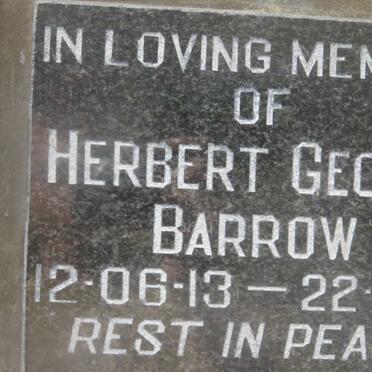 IN LOVING MEM
OF
HERBERT GEO
BARROW
12-06-13 — 22-
REST IN PEA